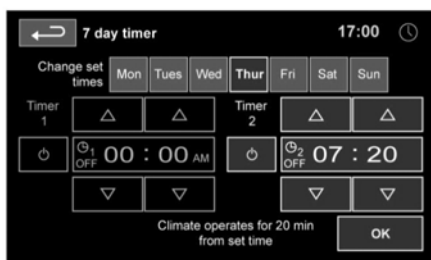 7 day timer 17:00
Change set times Mon Tues Wed Thur Fri Sat Sun
Timer 1 Timer 2
1 OFF 00 : 00 AM 2 OFF 07 : 20
Climate operates for 20 min
from set time
OK